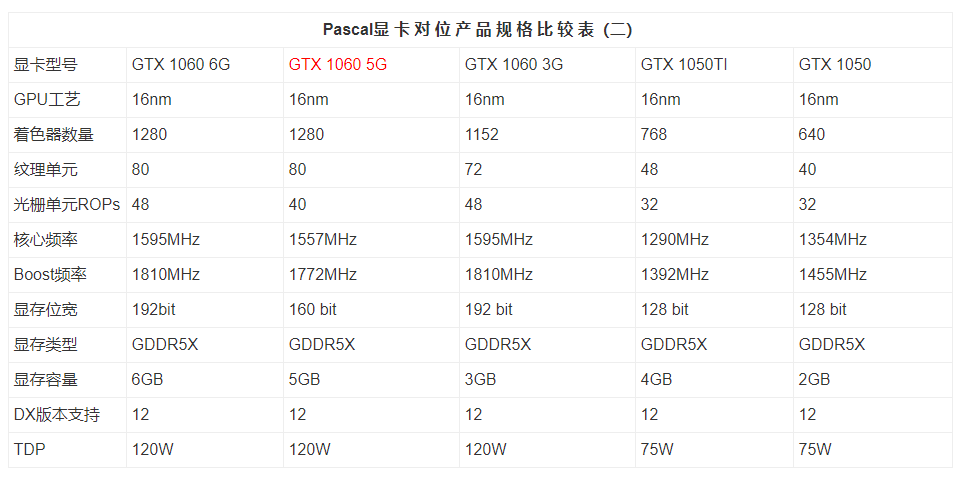 Pascal显卡对位产品规格比较表 (二)
显卡型号 GTX 1060 6G GTX 1060 5G GTX 1060 3G GTX 1050TI GTX 1050
GPU工艺 16nm 16nm 16nm 16nm 16nm
着色器数量 1280 1280 1152 768 640
纹理单元 80 80 72 48 40
光栅单元ROPs 48 40 48 32 32
核心频率 1595MHz 1557MHz 1595MHz 1290MHz 1354MHz
Boost频率 1810MHz 1772MHz 1810MHz 1392MHz 1455MHz
显存位宽 192bit 160 bit 192 bit 128 bit 128 bit
显存类型 GDDR5X GDDR5X GDDR5X GDDR5X GDDR5X
显存容量 6GB 5GB 3GB 4GB 2GB
DX版本支持 12 12 12 12 12
TDP 120W 120W 120W 75W 75W